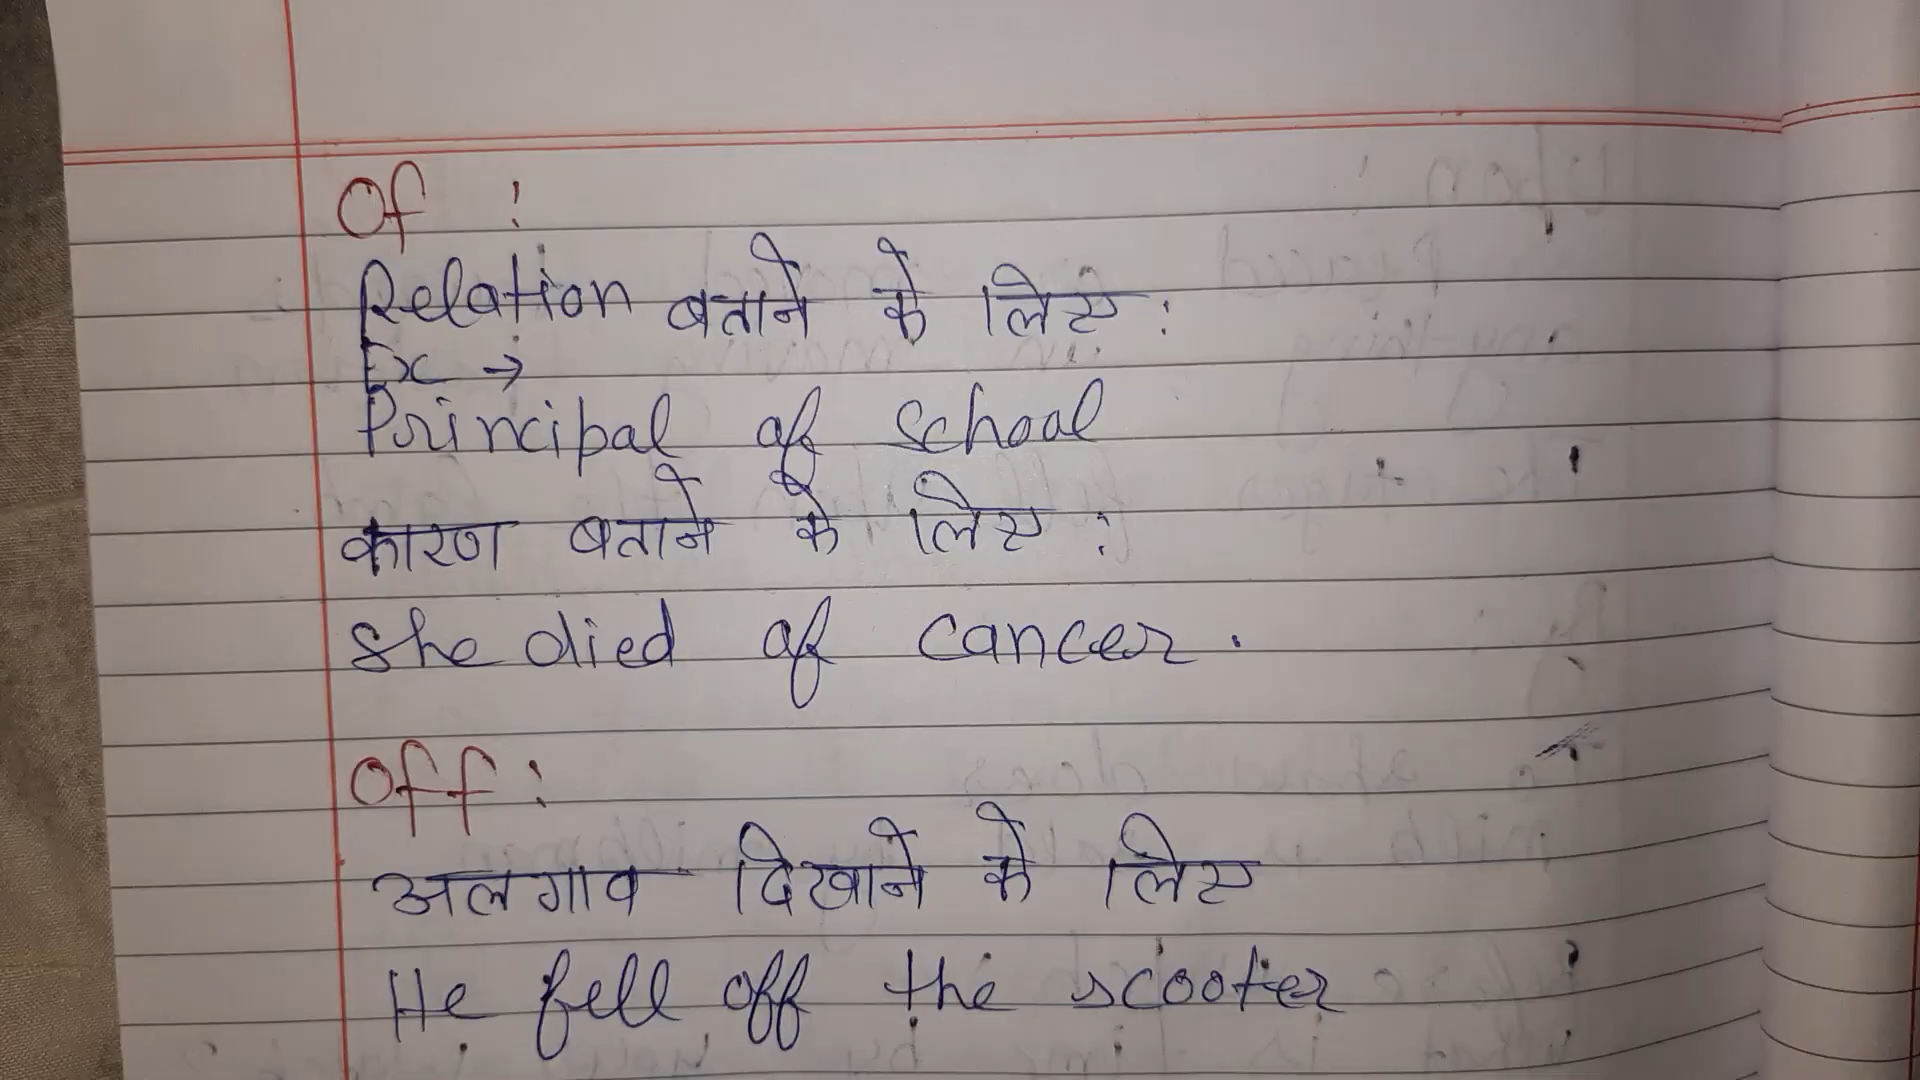 Of :
Relation बताने के लिए :
Ex →
Principal of school
कारण बताने के लिए :
She died of cancer.
Off :
अलगाव दिखाने के लिए
He fell off the scooter